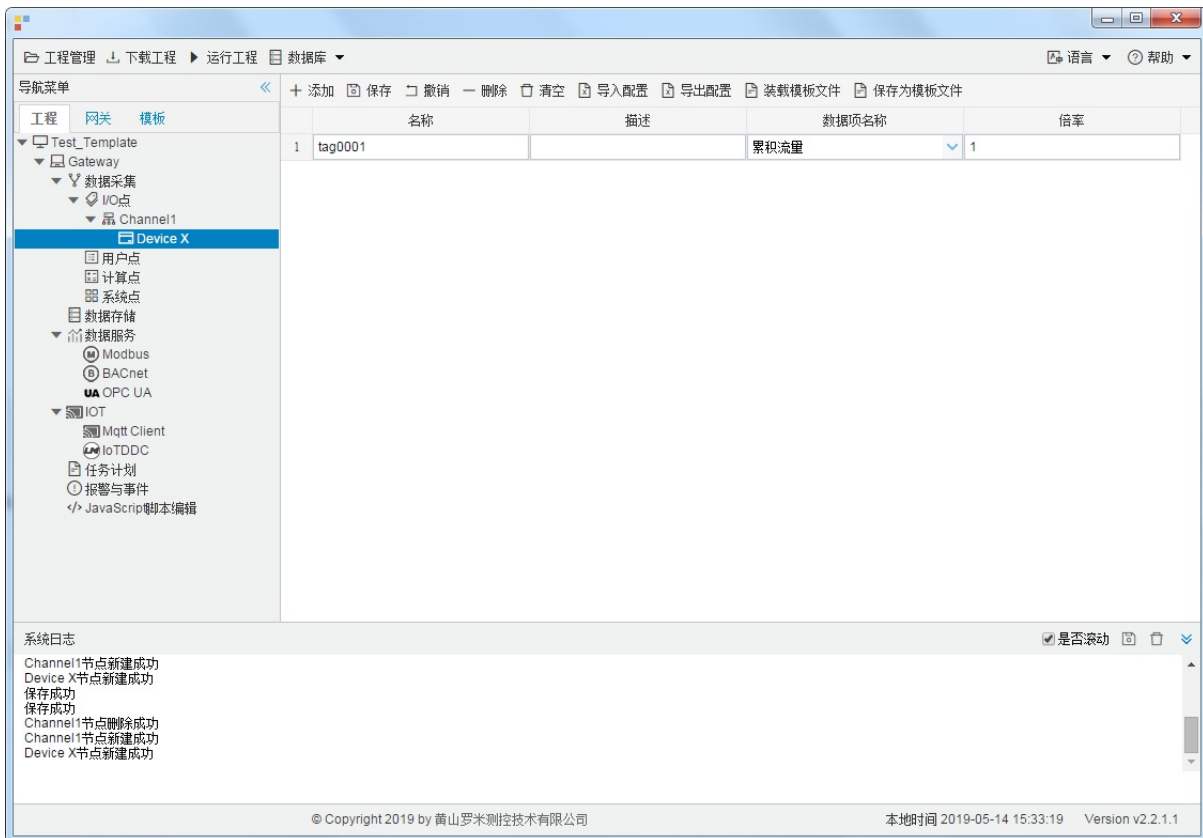 工程管理 下载工程 运行工程 数据库 语言 帮助
导航菜单
添加 保存 撤销 删除 清空 导入配置 导出配置 装载模板文件 保存为模板文件
工程 网关 模板
名称 描述 数据项名称 倍率
1 tag0001 累积流量 1
Test_Template
Gateway
数据采集
I/O点
Channel1
Device X
用户点
计算点
系统点
数据存储
数据服务
Modbus
BACnet
UA OPC UA
IOT
Mqtt Client
IoTDDC
任务计划
报警与事件
JavaScript脚本编辑
系统日志 是否滚动
Channel1节点新建成功
Device X节点新建成功
保存成功
保存成功
Channel1节点删除成功
Channel1节点新建成功
Device X节点新建成功
© Copyright 2019 by 黄山罗米测控技术有限公司 本地时间 2019-05-14 15:33:19 Version v2.2.1.1